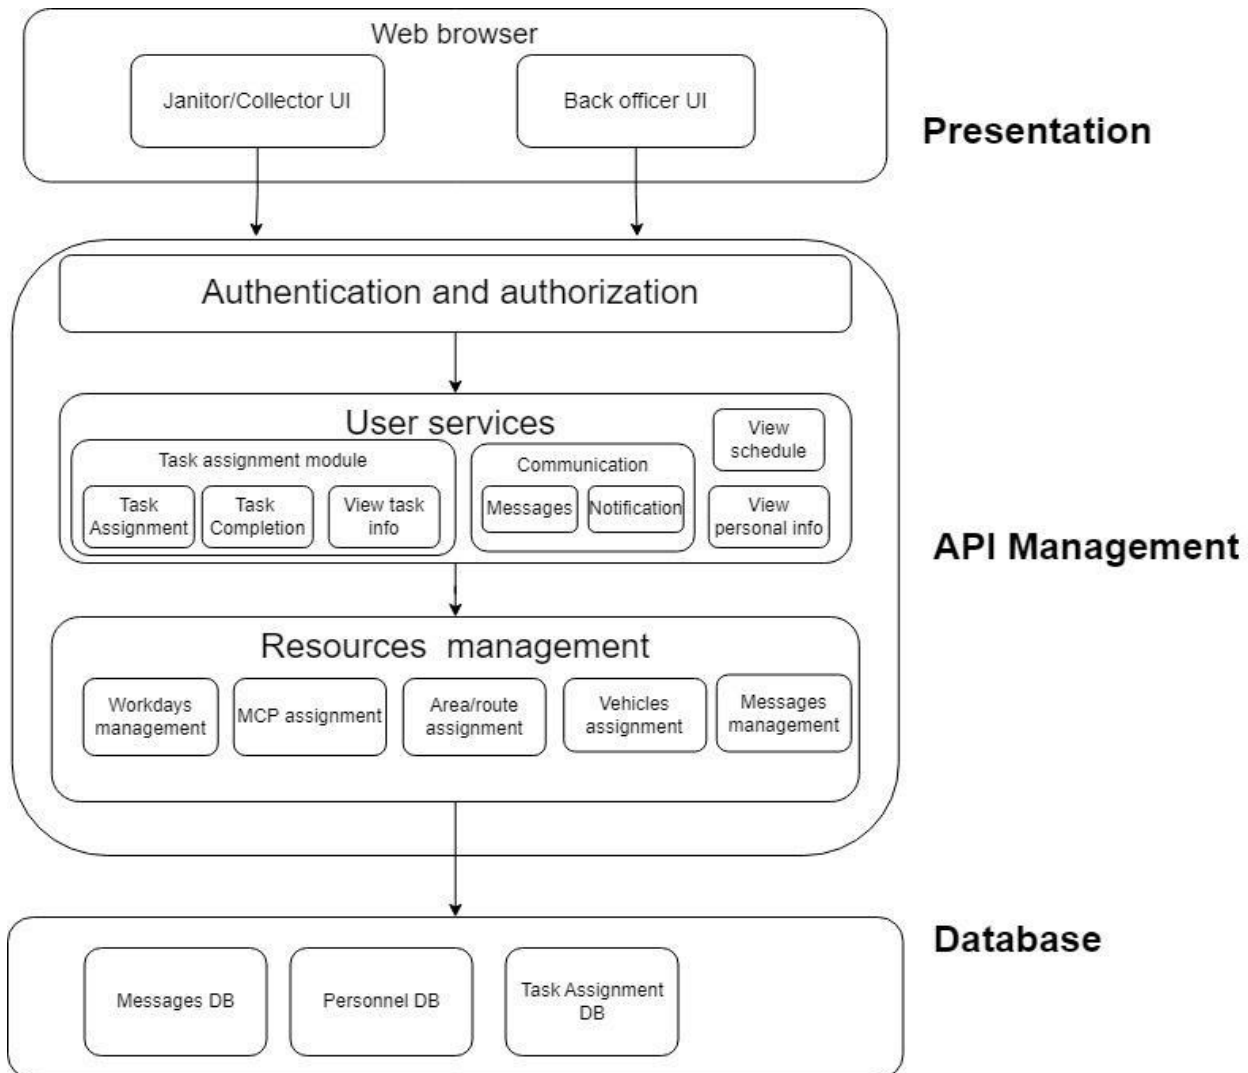 Web browser
Janitor/Collector UI
Back officer UI
Presentation
Authentication and authorization
User services
Task assignment module
Task
Assignment
Task
Completion
View task
info
Communication
Messages
Notification
View
schedule
View
personal info
API Management
Resources management
Workdays
management
MCP assignment
Area/route
assignment
Vehicles
assignment
Messages
management
Database
Messages DB
Personnel DB
Task Assignment
DB